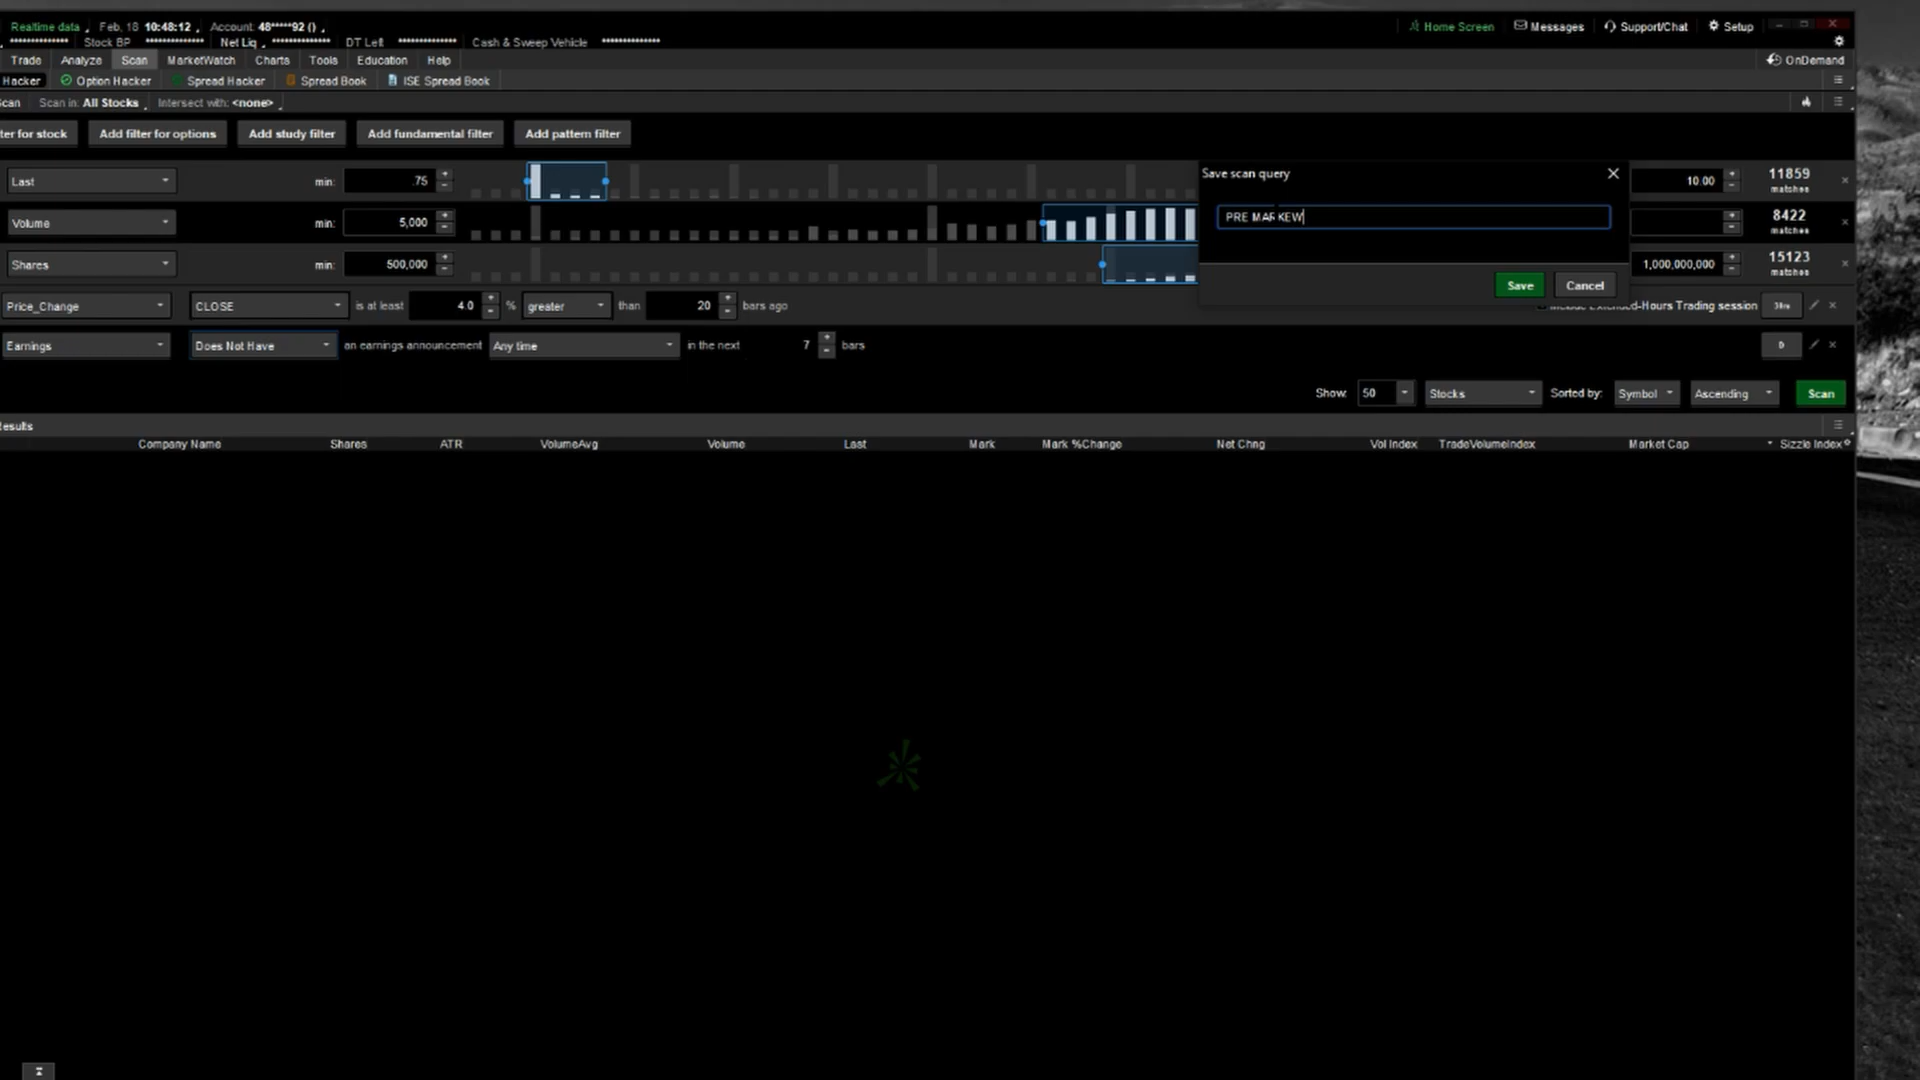 Realtime data Feb, 18 10:48:12 Account: 48*****92 () Home Screen Messages Support/Chat Setup
************** Stock BP ************** Net Liq ************** DT Left ************** Cash & Sweep Vehicle **************
Trade Analyze Scan MarketWatch Charts Tools Education Help OnDemand
Hacker Option Hacker Spread Hacker Spread Book ISE Spread Book
Scan Scan in: All Stocks Intersect with: <none>
ter for stock Add filter for options Add study filter Add fundamental filter Add pattern filter
Save scan query
Last min: .75 10.00 11859 matches
PRE MARKEW
Volume min: 5,000 8422 matches
Shares min: 500,000 1,000,000,000 15123 matches
Save Cancel
Price_Change CLOSE is at least 4.0 % greater than 20 bars ago Extended-Hours Trading session
Earnings Does Not Have an earnings announcement Any time in the next 7 bars D
Show: 50 Stocks Sorted by: Symbol Ascending Scan
esults
Company Name Shares ATR VolumeAvg Volume Last Mark Mark %Change Net Chng Vol Index TradeVolumeIndex Market Cap Sizzle Index